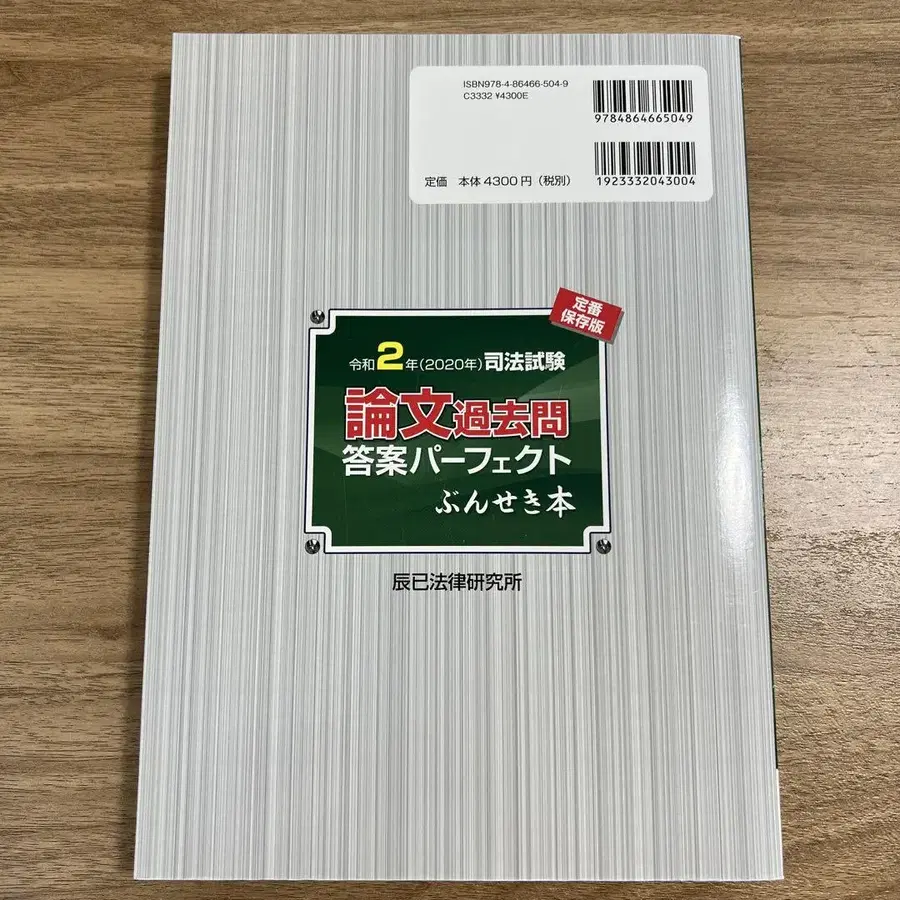 ISBN978-4-86466-504-9
C3332 ¥4300E
9784864665049
定価 本体4300円(税別)
1923332043004
定番
保存版
令和2年(2020年)司法試験
論文過去問
答案パーフェクト
ぶんせき本
辰已法律研究所